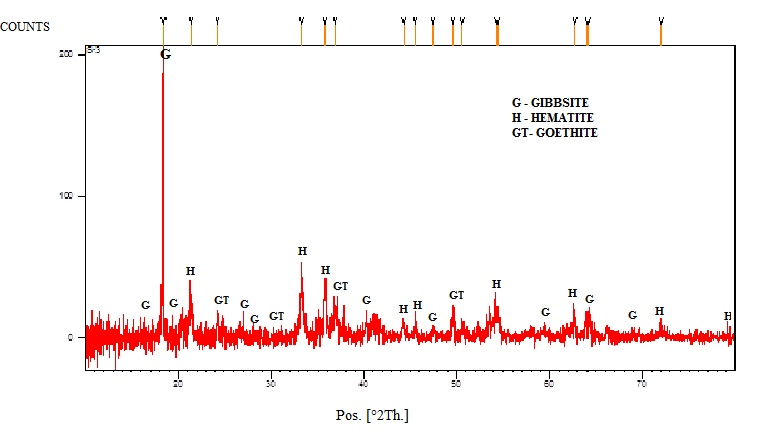 COUNTS
Sr.3
200
G
G - GIBBSITE
H - HEMATITE
GT- GOETHITE
100
G G H GT G G GT H H GT G H H G GT H G H G G H H
0
20 30 40 50 60 70
Pos. [°2Th.]